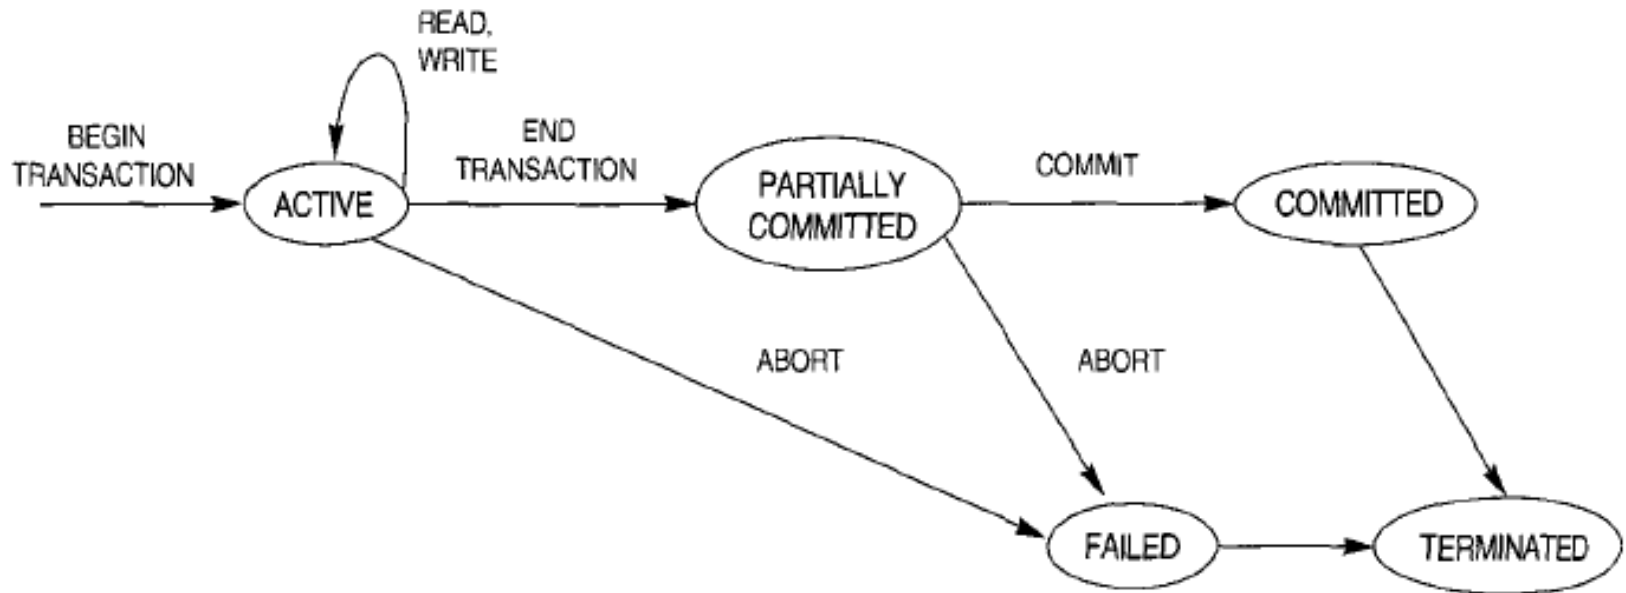 READ,
WRITE
BEGIN
TRANSACTION
END
TRANSACTION
COMMIT
ACTIVE
PARTIALLY
COMMITTED
COMMITTED
ABORT
ABORT
FAILED
TERMINATED